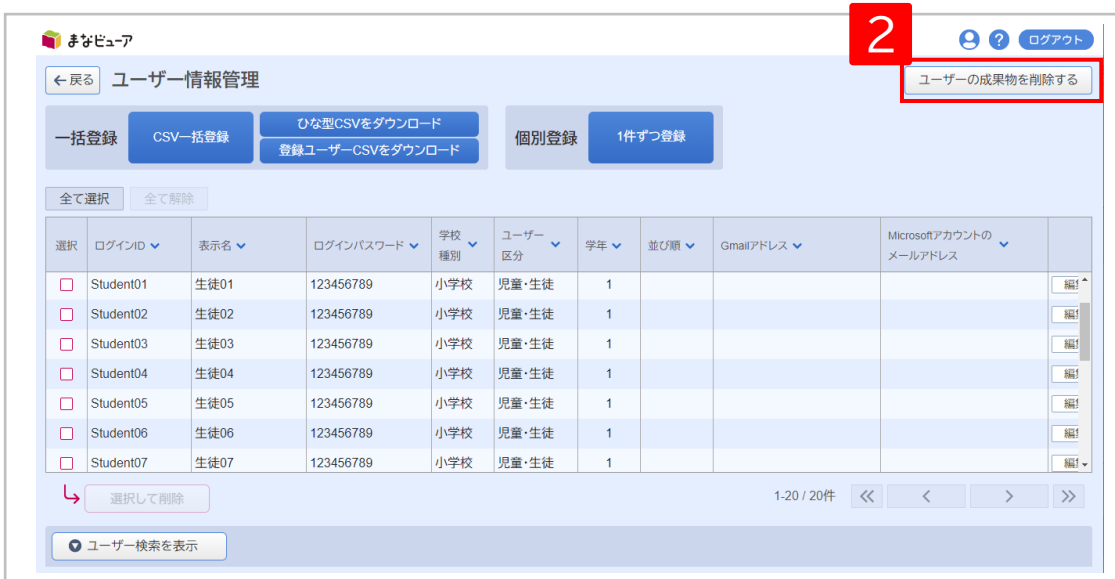 2
まなビューア
? ログアウト
←戻る ユーザー情報管理 ユーザーの成果物を削除する
一括登録 CSV一括登録 ひな型CSVをダウンロード 個別登録 1件ずつ登録
登録ユーザーCSVをダウンロード
全て選択 全て解除
選択 ログインID 表示名 ログインパスワード 学校種別 ユーザー区分 学年 並び順 Gmailアドレス Microsoftアカウントのメールアドレス
Student01 生徒01 123456789 小学校 児童・生徒 1 編集
Student02 生徒02 123456789 小学校 児童・生徒 1 編集
Student03 生徒03 123456789 小学校 児童・生徒 1 編集
Student04 生徒04 123456789 小学校 児童・生徒 1 編集
Student05 生徒05 123456789 小学校 児童・生徒 1 編集
Student06 生徒06 123456789 小学校 児童・生徒 1 編集
Student07 生徒07 123456789 小学校 児童・生徒 1 編集
選択して削除 1-20 / 20件
ユーザー検索を表示